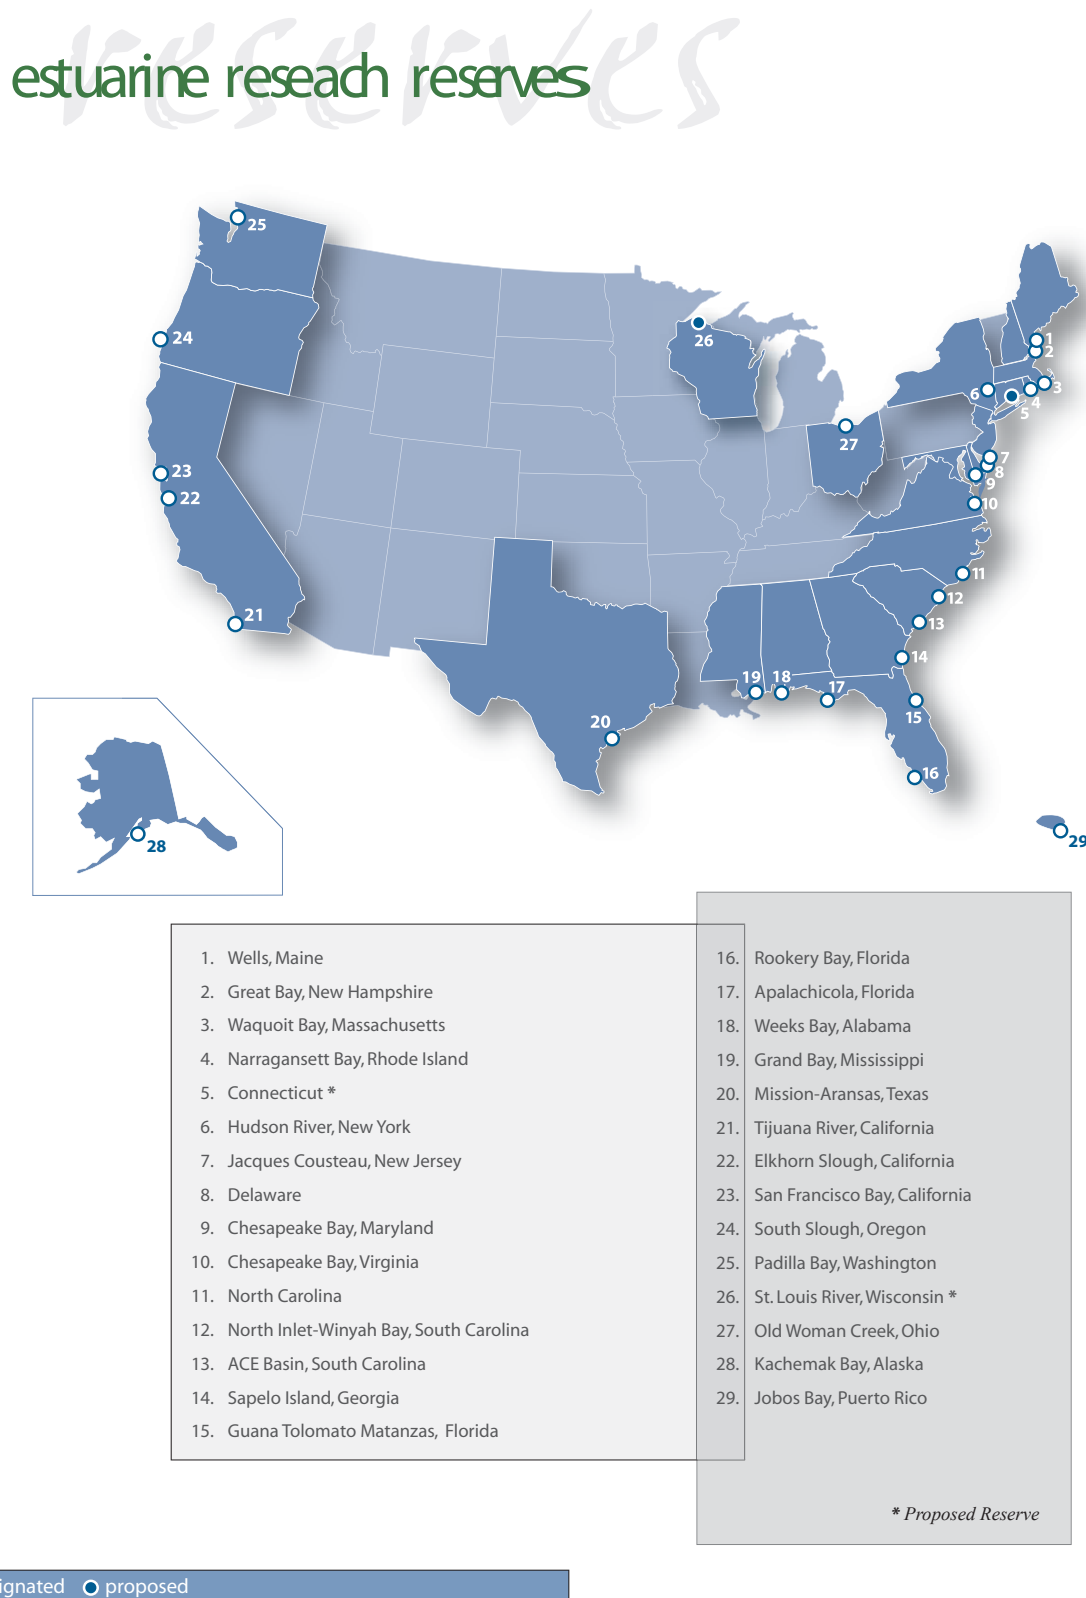 reserves
estuarine reseach reserves
25
24
23
22
21
26
27
1
2
3
4
5
6
7
8
9
10
11
12
13
14
15
16
17
18
19
20
28
29
1. Wells, Maine
2. Great Bay, New Hampshire
3. Waquoit Bay, Massachusetts
4. Narragansett Bay, Rhode Island
5. Connecticut *
6. Hudson River, New York
7. Jacques Cousteau, New Jersey
8. Delaware
9. Chesapeake Bay, Maryland
10. Chesapeake Bay, Virginia
11. North Carolina
12. North Inlet-Winyah Bay, South Carolina
13. ACE Basin, South Carolina
14. Sapelo Island, Georgia
15. Guana Tolomato Matanzas, Florida
16. Rookery Bay, Florida
17. Apalachicola, Florida
18. Weeks Bay, Alabama
19. Grand Bay, Mississippi
20. Mission-Aransas, Texas
21. Tijuana River, California
22. Elkhorn Slough, California
23. San Francisco Bay, California
24. South Slough, Oregon
25. Padilla Bay, Washington
26. St. Louis River, Wisconsin *
27. Old Woman Creek, Ohio
28. Kachemak Bay, Alaska
29. Jobos Bay, Puerto Rico
* Proposed Reserve
ignated proposed